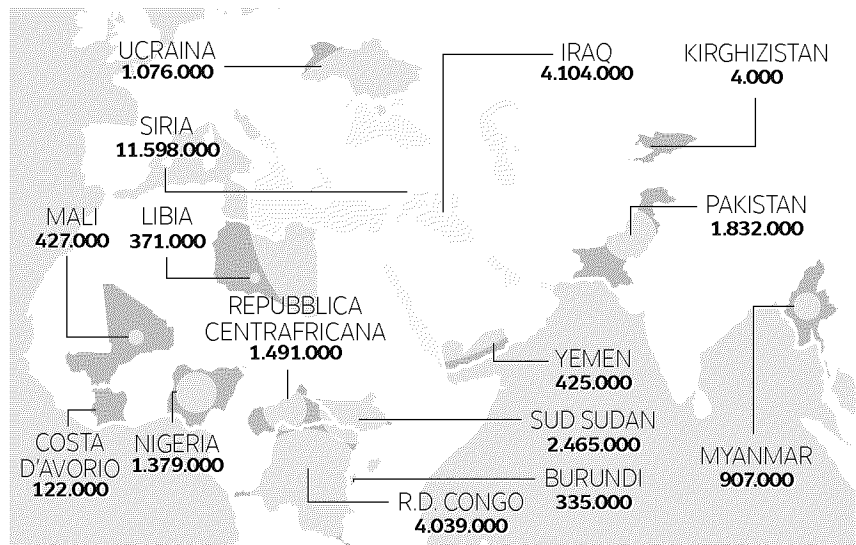 UCRAINA
1.076.000
IRAQ
4.104.000
KIRGHIZISTAN
4.000
SIRIA
11.598.000
MALI
427.000
LIBIA
371.000
PAKISTAN
1.832.000
REPUBBLICA
CENTRAFRICANA
1.491.000
YEMEN
425.000
COSTA
D'AVORIO
122.000
NIGERIA
1.379.000
SUD SUDAN
2.465.000
MYANMAR
907.000
BURUNDI
335.000
R.D. CONGO
4.039.000